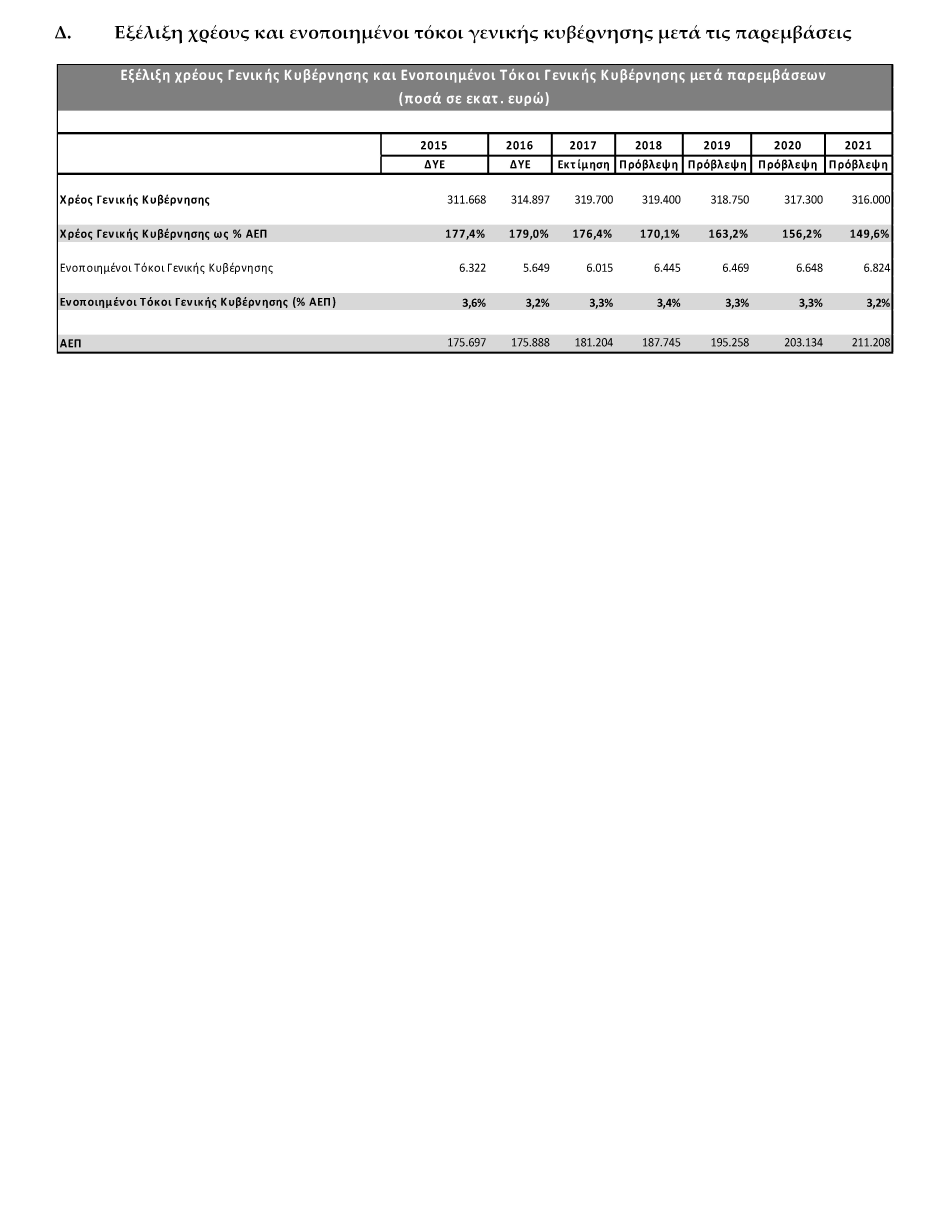 Δ. Εξέλιξη χρέους και ενοποιημένοι τόκοι γενικής κυβέρνησης μετά τις παρεμβάσεις
Εξέλιξη χρέους Γενικής Κυβέρνησης και Ενοποιημένοι Τόκοι Γενικής Κυβέρνησης μετά παρεμβάσεων
(ποσά σε εκατ. ευρώ)
2015 2016 2017 2018 2019 2020 2021
ΔΥΕ ΔΥΕ Εκτίμηση Πρόβλεψη Πρόβλεψη Πρόβλεψη Πρόβλεψη
Χρέος Γενικής Κυβέρνησης 311.668 314.897 319.700 319.400 318.750 317.300 316.000
Χρέος Γενικής Κυβέρνησης ως % ΑΕΠ 177,4% 179,0% 176,4% 170,1% 163,2% 156,2% 149,6%
Ενοποιημένοι Τόκοι Γενικής Κυβέρνησης 6.322 5.649 6.015 6.445 6.469 6.648 6.824
Ενοποιημένοι Τόκοι Γενικής Κυβέρνησης (% ΑΕΠ) 3,6% 3,2% 3,3% 3,4% 3,3% 3,3% 3,2%
ΑΕΠ 175.697 175.888 181.204 187.745 195.258 203.134 211.208